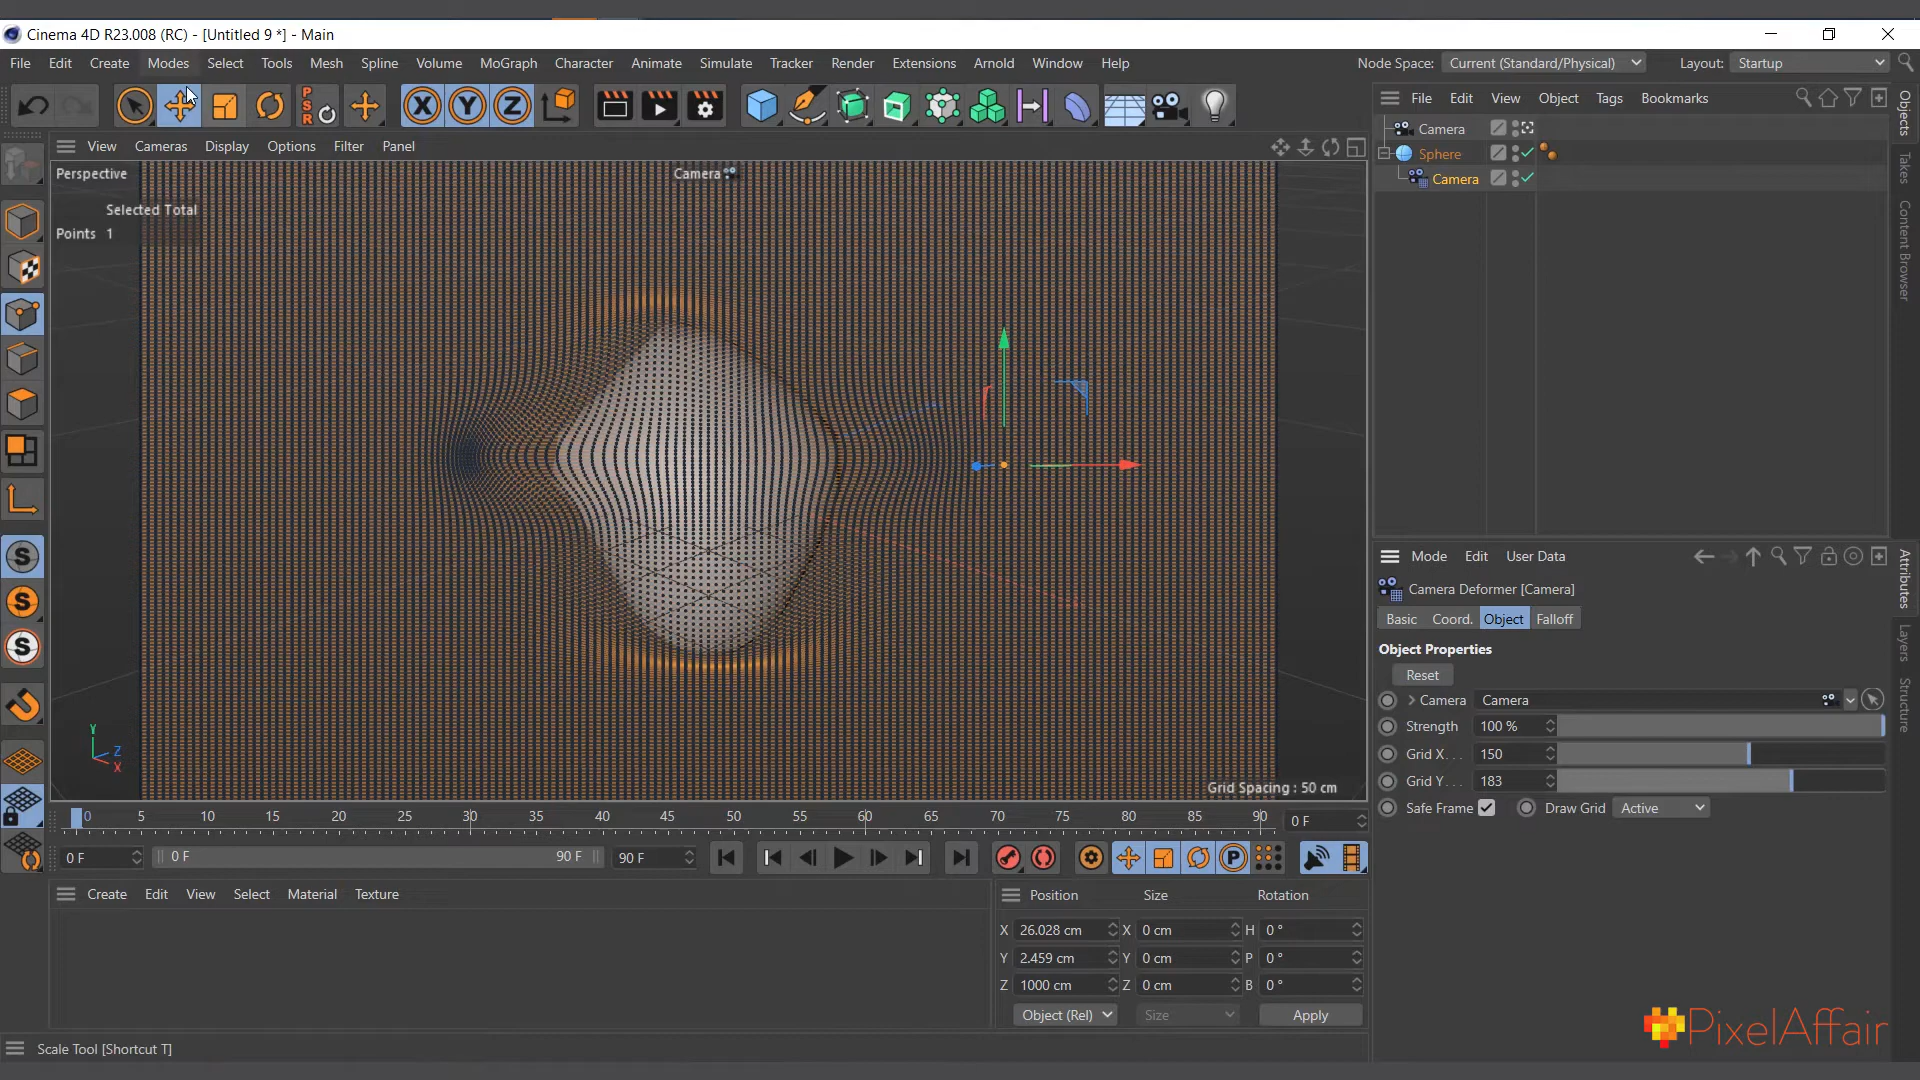 Cinema 4D R23.008 (RC) - [Untitled 9 *] - Main
File Edit Create Modes Select Tools Mesh Spline Volume MoGraph Character Animate Simulate Tracker Render Extensions Arnold Window Help
Node Space: Current (Standard/Physical) Layout: Startup
P
S
R
X Y Z
View Cameras Display Options Filter Panel
Perspective
Camera
Selected Total
Points 1
Y
Z
X
Grid Spacing : 50 cm
S
S
S
File Edit View Object Tags Bookmarks
Camera
Sphere
Camera
Objects
Takes
Content Browser
Mode Edit User Data
Camera Deformer [Camera]
Basic Coord. Object Falloff
Object Properties
Reset
Camera Camera
Strength 100 %
Grid X . . . 150
Grid Y . . . 183
Safe Frame Draw Grid Active
Attributes
Layers
Structure
0 5 10 15 20 25 30 35 40 45 50 55 60 65 70 75 80 85 90 0 F
0 F 0 F 90 F 90 F P
Create Edit View Select Material Texture
Position Size Rotation
X 26.028 cm X 0 cm H 0 °
Y 2.459 cm Y 0 cm P 0 °
Z 1000 cm Z 0 cm B 0 °
Object (Rel) Size Apply
Scale Tool [Shortcut T]
PixelAffair